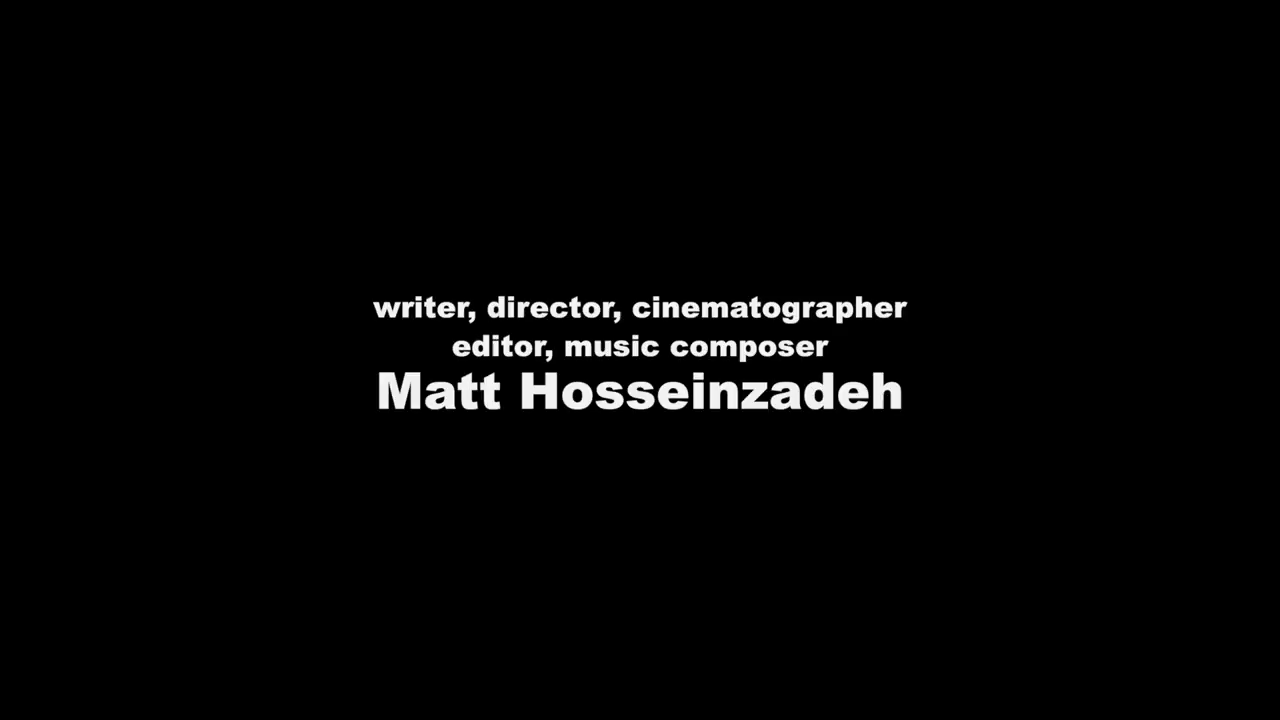 writer, director, cinematographer
editor, music composer
Matt Hosseinzadeh